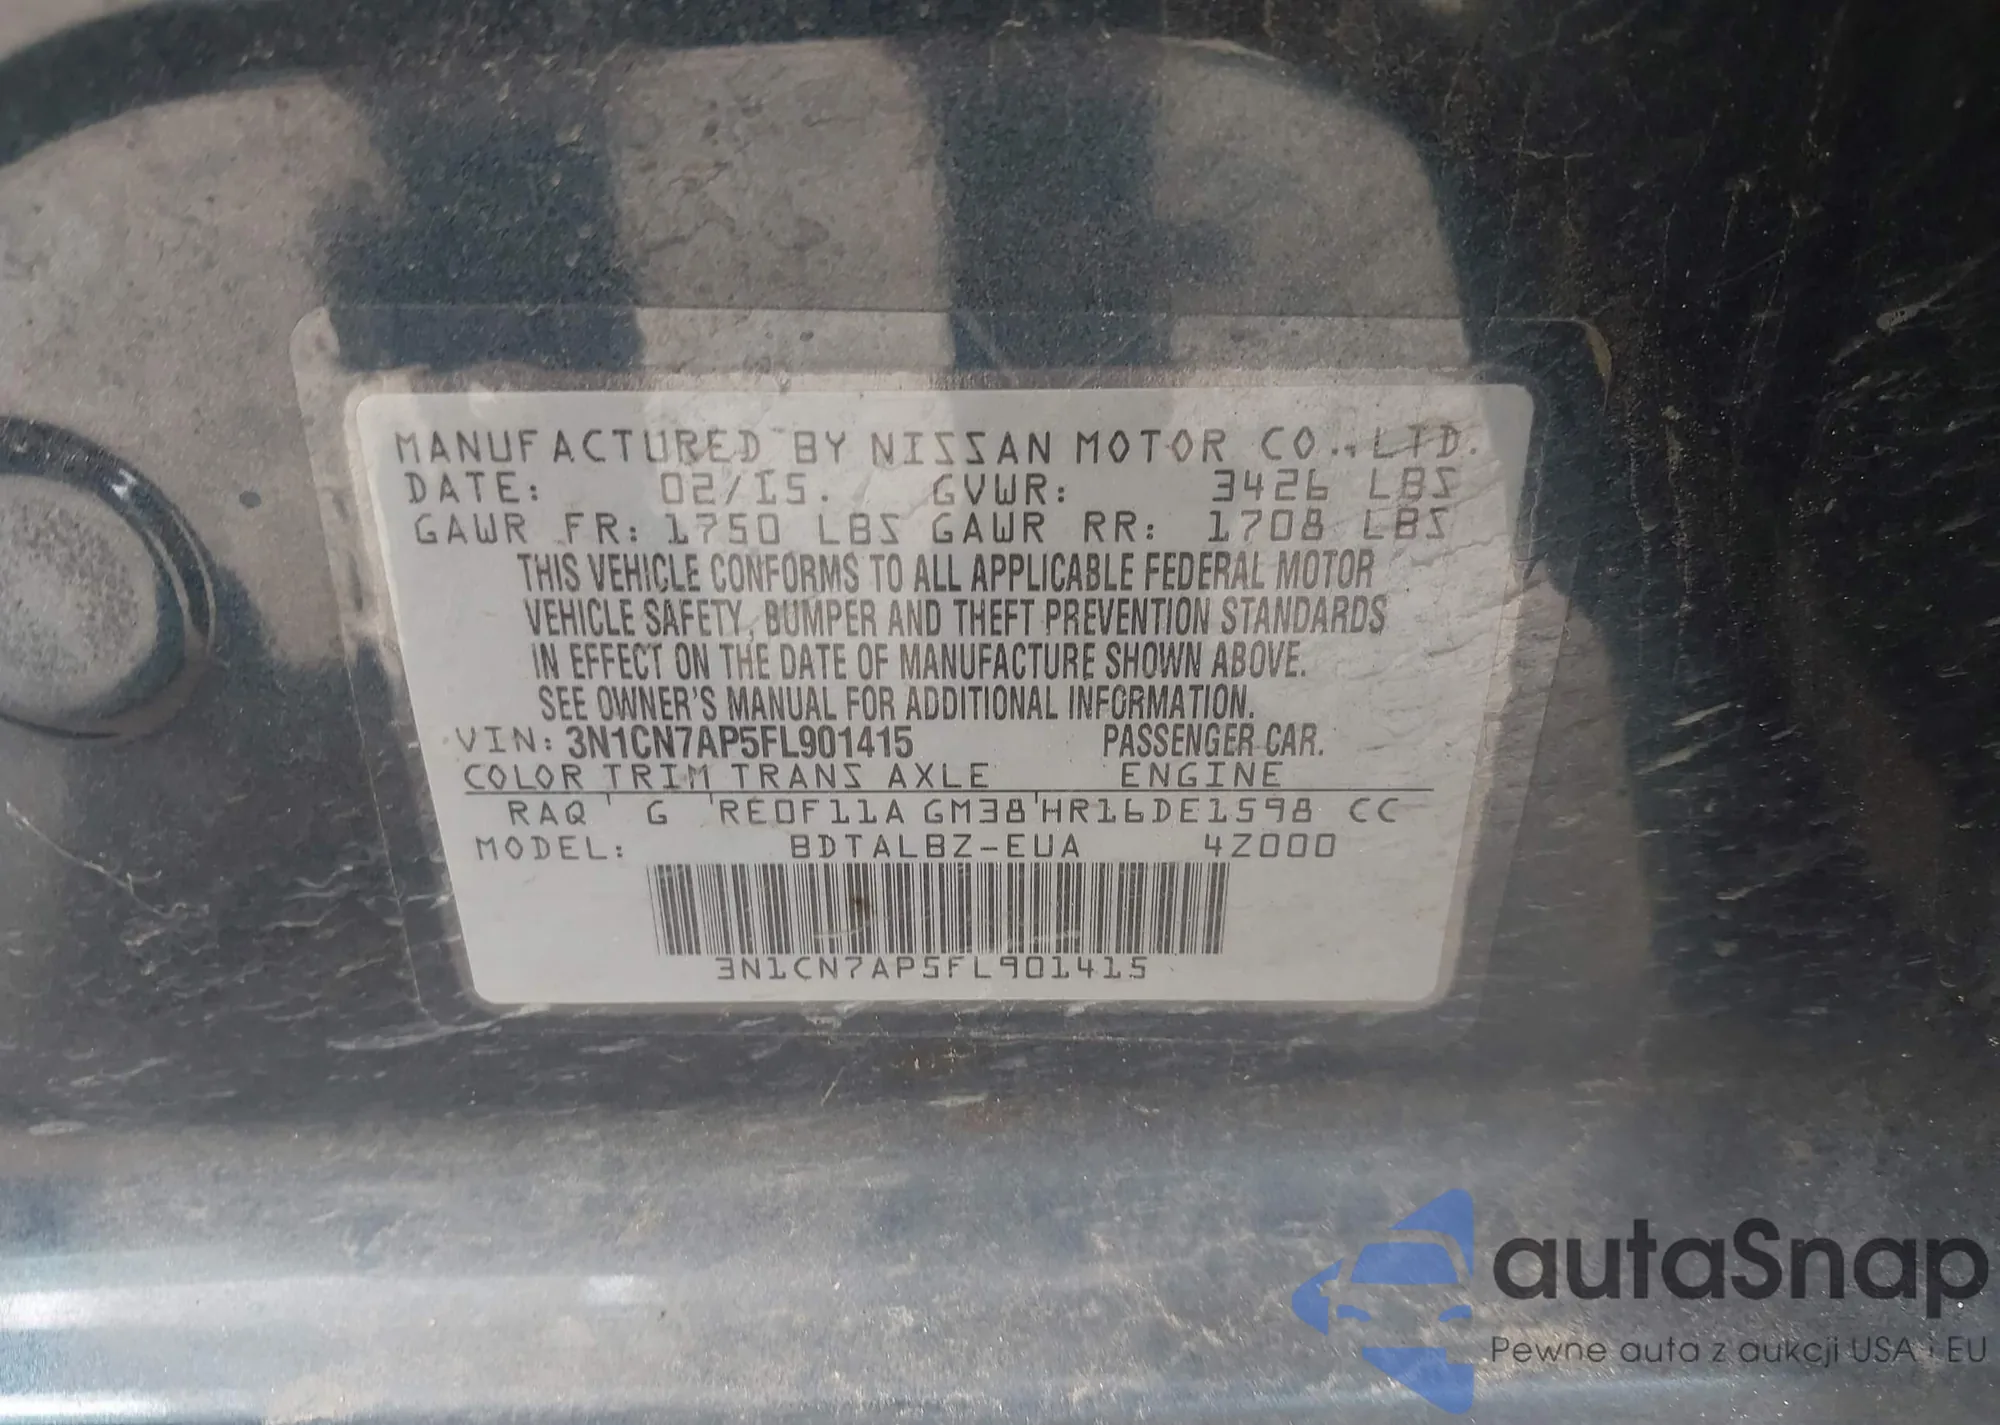 MANUFACTURED BY NISSAN MOTOR CO., LTD.
DATE: 02/15. GVWR: 3426 LBS
GAWR FR: 1750 LBS GAWR RR: 1708 LBS
THIS VEHICLE CONFORMS TO ALL APPLICABLE FEDERAL MOTOR
VEHICLE SAFETY, BUMPER AND THEFT PREVENTION STANDARDS
IN EFFECT ON THE DATE OF MANUFACTURE SHOWN ABOVE.
SEE OWNER'S MANUAL FOR ADDITIONAL INFORMATION.
VIN: 3N1CN7AP5FL901415 PASSENGER CAR.
COLOR TRIM TRANS AXLE ENGINE
RAQ G RE0F11A GM38 HR16DE1598 CC
MODEL: BDTALBZ-EUA 4Z000
3N1CN7AP5FL901415
autaSnap
Pewne auta z aukcji USA i EU